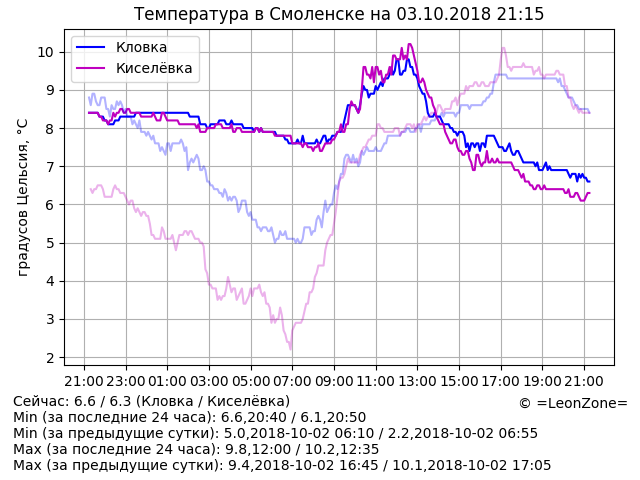 Температура в Смоленске на 03.10.2018 21:15
Кловка
Киселёвка
градусов Цельсия, °C
10
9
8
7
6
5
4
3
2
21:00 23:00 01:00 03:00 05:00 07:00 09:00 11:00 13:00 15:00 17:00 19:00 21:00
Сейчас: 6.6 / 6.3 (Кловка / Киселёвка)
© =LeonZone=
Min (за последние 24 часа): 6.6,20:40 / 6.1,20:50
Min (за предыдущие сутки): 5.0,2018-10-02 06:10 / 2.2,2018-10-02 06:55
Max (за последние 24 часа): 9.8,12:00 / 10.2,12:35
Max (за предыдущие сутки): 9.4,2018-10-02 16:45 / 10.1,2018-10-02 17:05